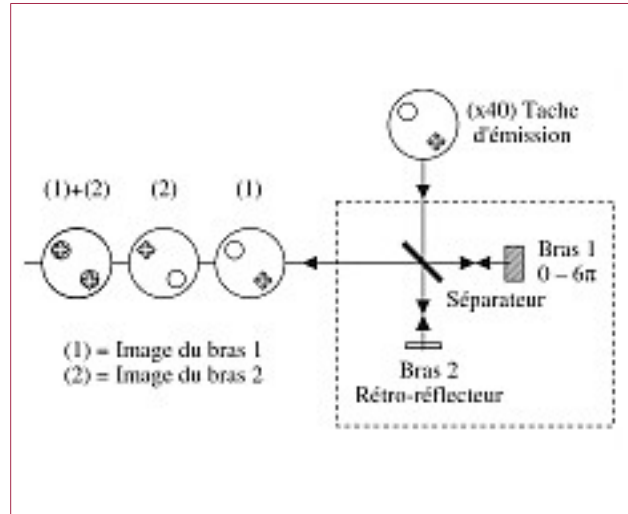 (x40) Tache
d'émission
(1)+(2) (2) (1)
Bras 1
0 – 6π
Séparateur
(1) = Image du bras 1
(2) = Image du bras 2
Bras 2
Rétro-réflecteur